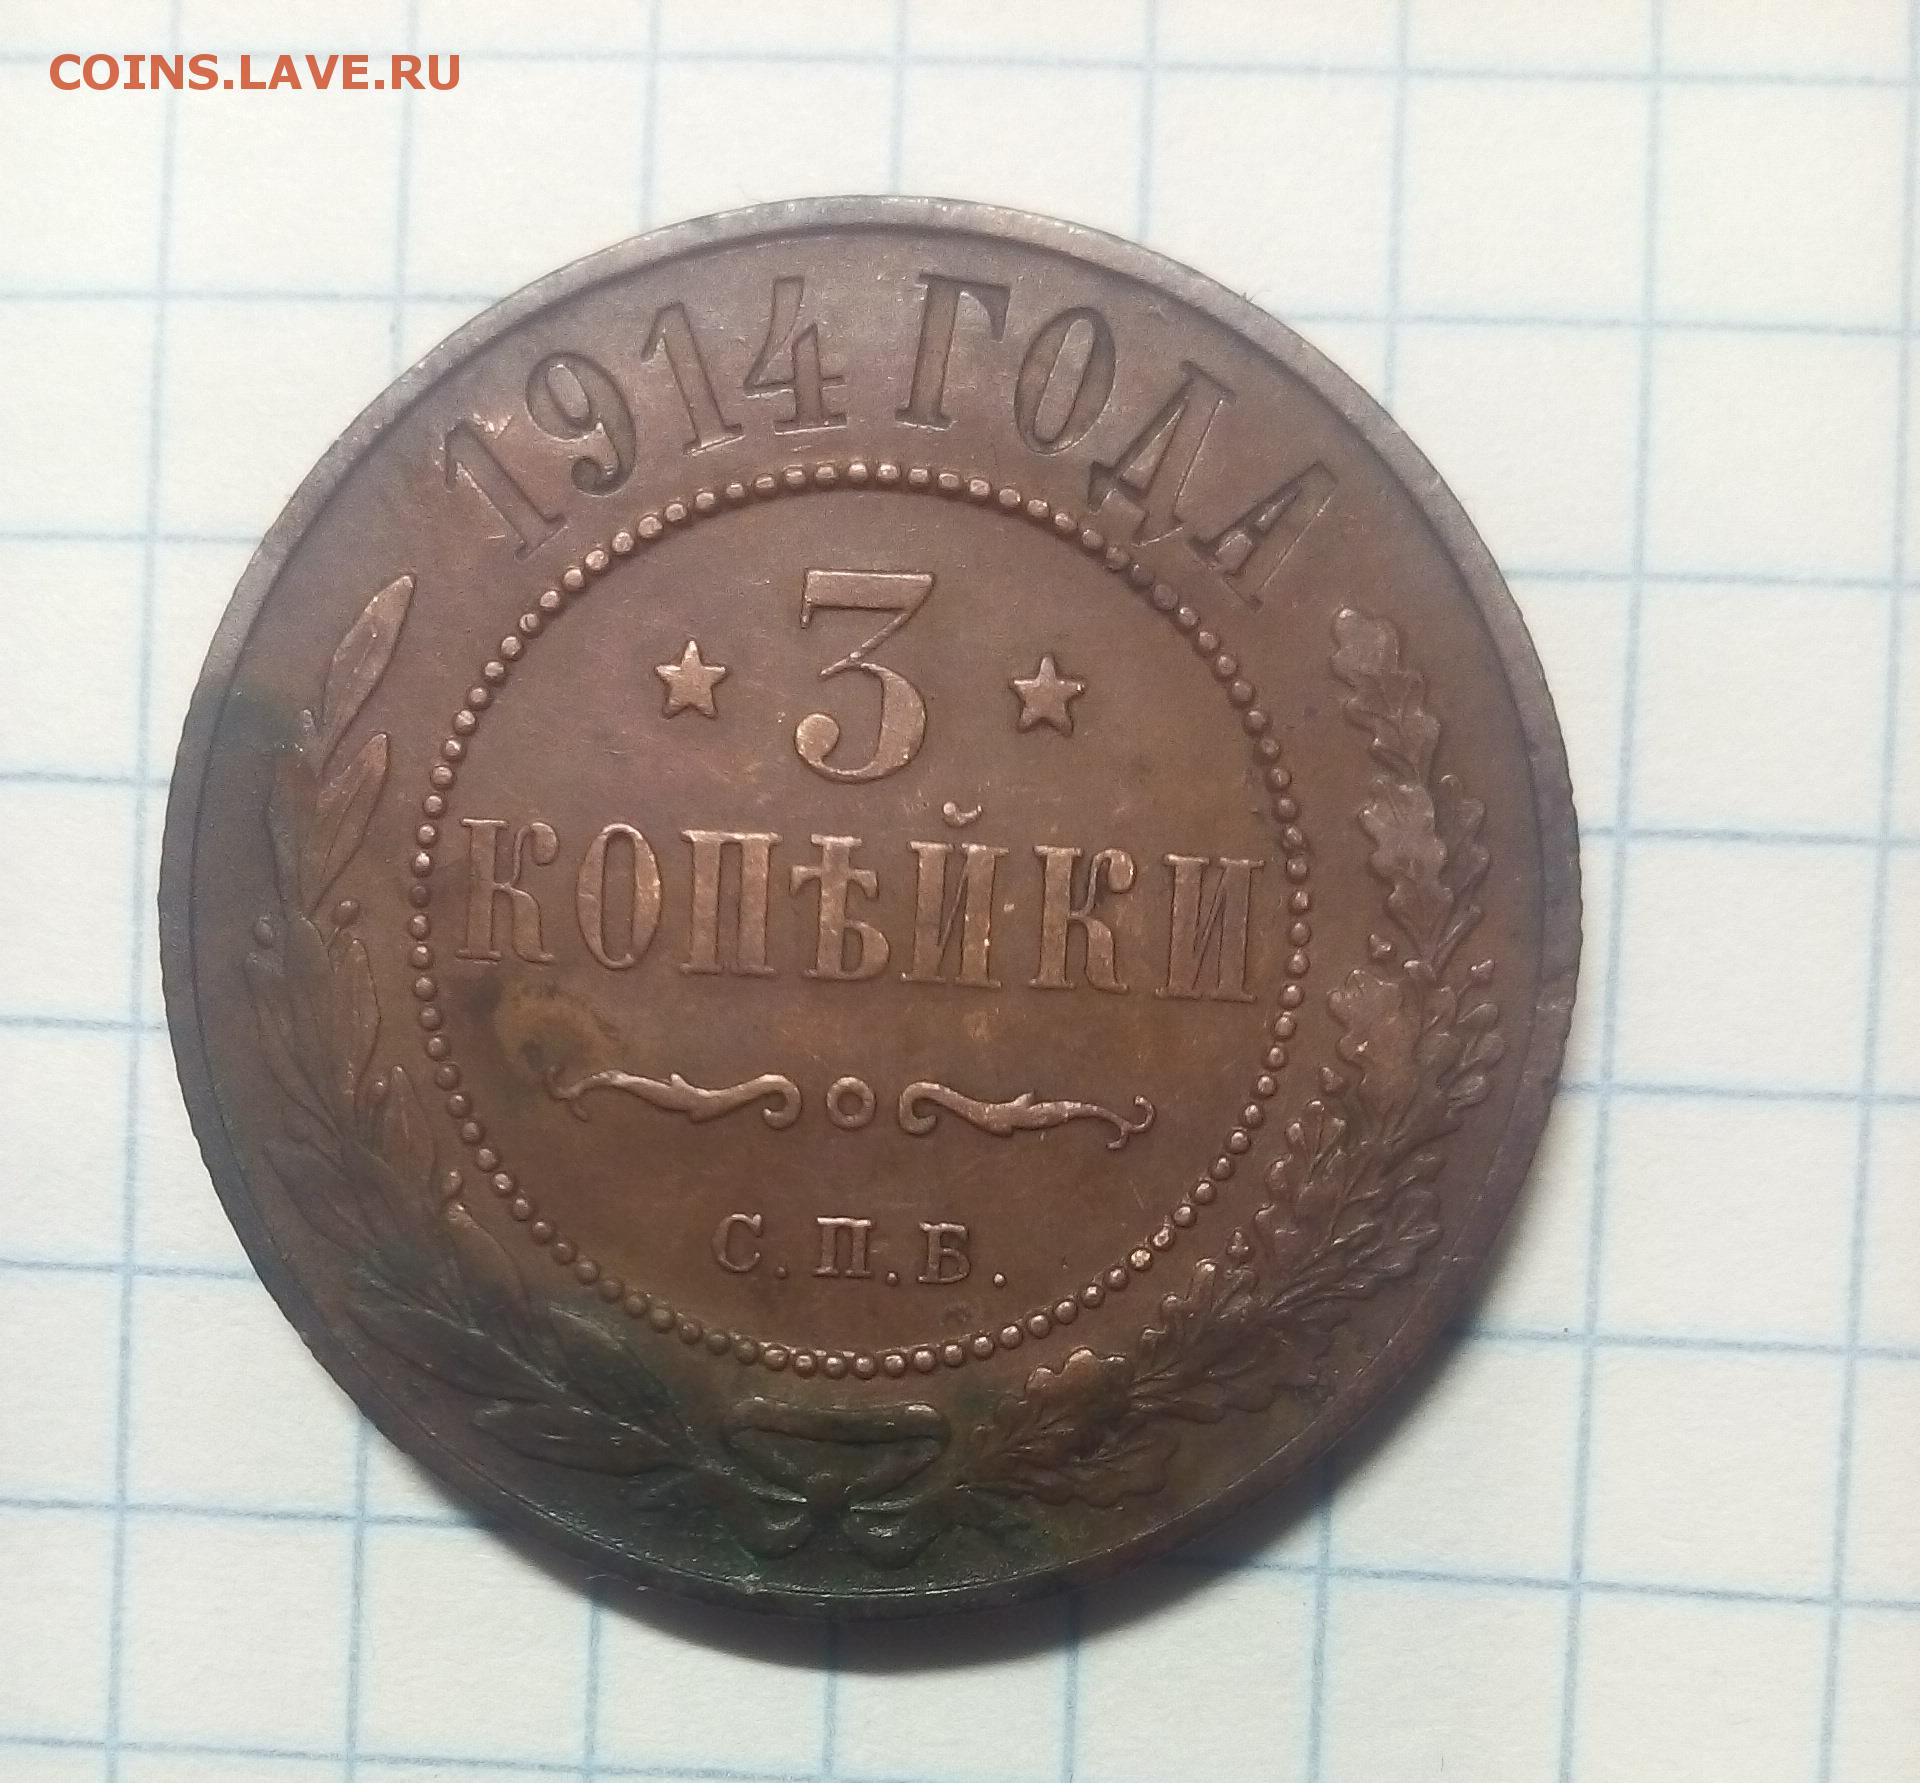 COINS.LAVE.RU
1914 ГОДА
3
КОПѢЙКИ
С.П.Б.